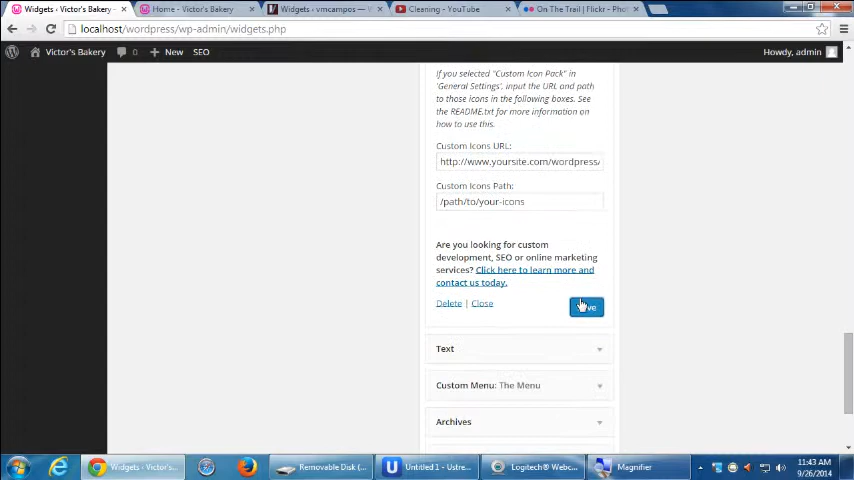 Widgets ‹ Victor's Bakery ‹
Home - Victor's Bakery
Widgets ‹ vmcampos — W
Cleaning - YouTube
On The Trail | Flickr - Phot
localhost/wordpress/wp-admin/widgets.php
Victor's Bakery
0
New
SEO
Howdy, admin
If you selected "Custom Icon Pack" in
'General Settings', input the URL and path
to those icons in the following boxes. See
the README.txt for more information on
how to use this.
Custom Icons URL:
http://www.yoursite.com/wordpress/
Custom Icons Path:
/path/to/your-icons
Are you looking for custom
development, SEO or online marketing
services? Click here to learn more and
contact us today.
Delete | Close
Text
Custom Menu: The Menu
Archives
Widgets ‹ Victor's...
Removable Disk (...
Untitled 1 - Ustre...
Logitech® Webc...
Magnifier
11:43 AM
9/26/2014